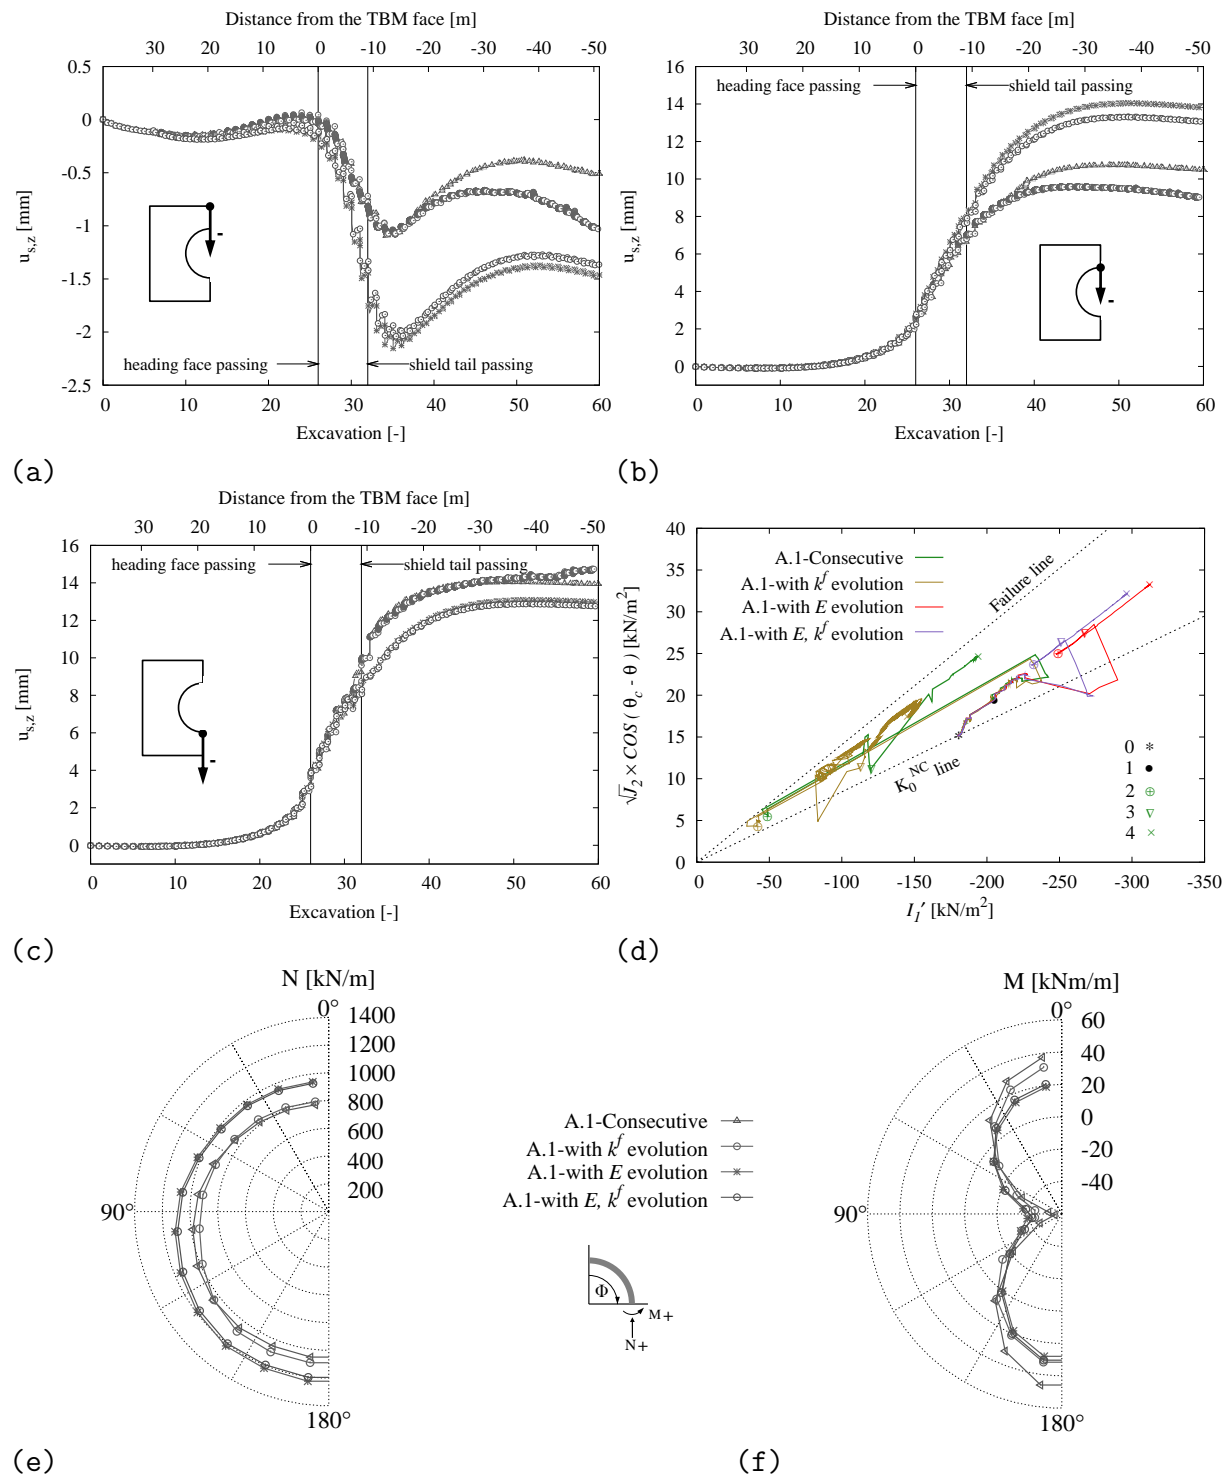 Distance from the TBM face [m]
30 20 10 0 -10 -20 -30 -40 -50
0.5
0
-0.5
-1
-1.5
-2
-2.5
u_s,z [mm]
heading face passing
shield tail passing
-
0 10 20 30 40 50 60
Excavation [-]
(a)
Distance from the TBM face [m]
30 20 10 0 -10 -20 -30 -40 -50
16
14
12
10
8
6
4
2
0
u_s,z [mm]
heading face passing
shield tail passing
-
0 10 20 30 40 50 60
Excavation [-]
(b)
Distance from the TBM face [m]
30 20 10 0 -10 -20 -30 -40 -50
16
14
12
10
8
6
4
2
0
u_s,z [mm]
heading face passing
shield tail passing
-
0 10 20 30 40 50 60
Excavation [-]
(c)
40
35
30
25
20
15
10
5
0
√J_2 × COS ( θ_c - θ ) [kN/m^2]
A.1-Consecutive
A.1-with k^f evolution
A.1-with E evolution
A.1-with E, k^f evolution
Failure line
K_0^NC line
0
1
2
3
4
0 -50 -100 -150 -200 -250 -300 -350
I_1' [kN/m^2]
(d)
N [kN/m]
0°
1400
1200
1000
800
600
400
200
90°
180°
(e)
A.1-Consecutive
A.1-with k^f evolution
A.1-with E evolution
A.1-with E, k^f evolution
Φ
M+
N+
M [kNm/m]
0°
60
40
20
0
-20
-40
90°
180°
(f)